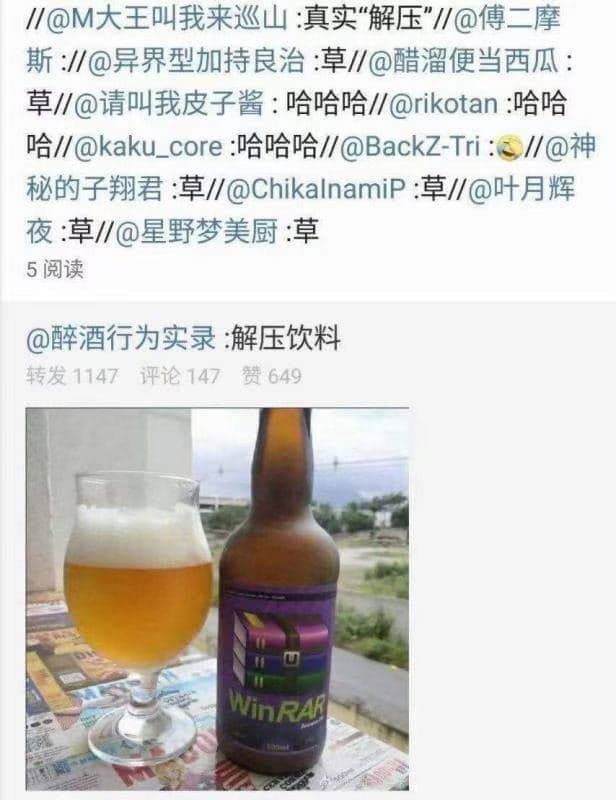 //@M大王叫我来巡山 :真实“解压”//@傅二摩
斯 ://@异界型加持良治 :草//@醋溜便当西瓜 :
草//@请叫我皮子酱 : 哈哈哈//@rikotan :哈哈
哈//@kaku_core :哈哈哈//@BackZ-Tri :🤣//@神
秘的子翔君 :草//@ChikaInamiP :草//@叶月辉
夜 :草//@星野梦美厨 :草
5 阅读
@醉酒行为实录 :解压饮料
转发 1147 评论 147 赞 649
WinRAR
500ml